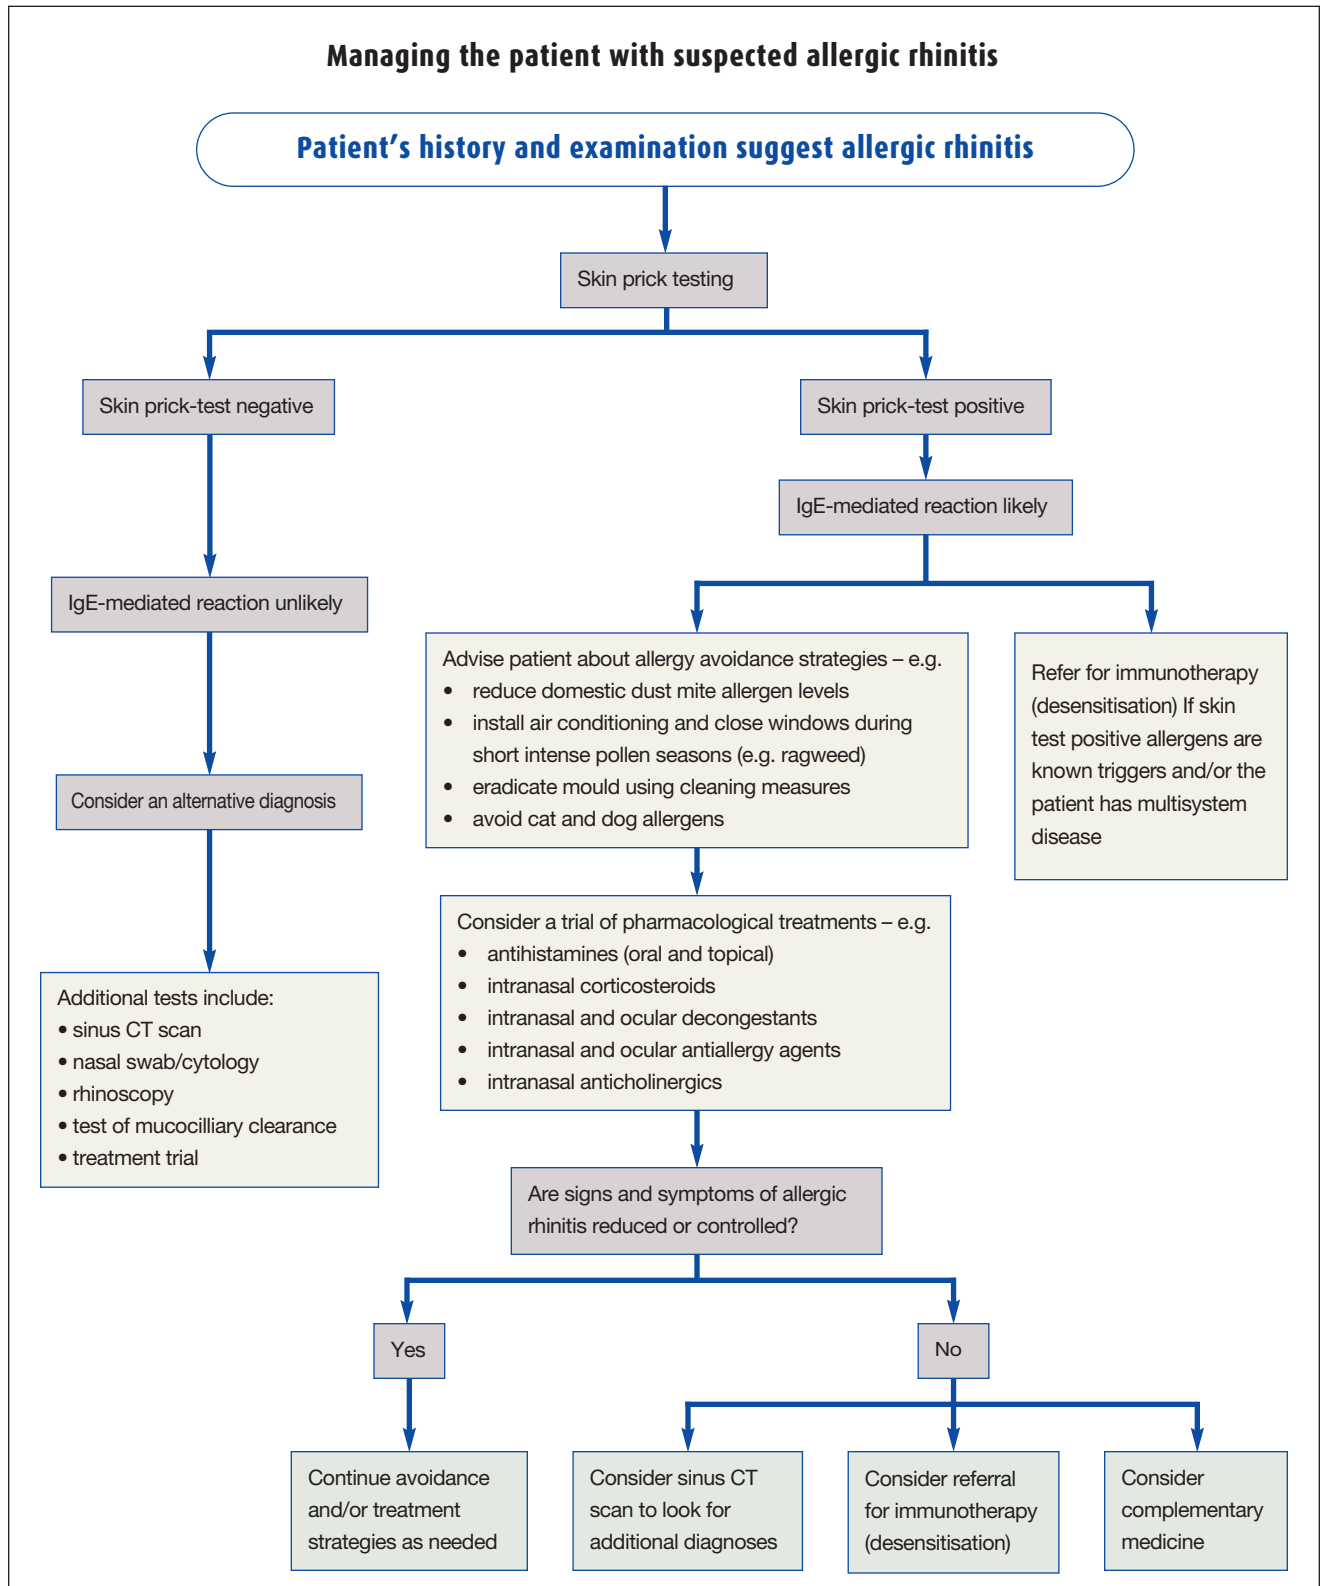 Managing the patient with suspected allergic rhinitis
Patient's history and examination suggest allergic rhinitis
Skin prick testing
Skin prick-test negative
Skin prick-test positive
IgE-mediated reaction likely
IgE-mediated reaction unlikely
Advise patient about allergy avoidance strategies – e.g.
• reduce domestic dust mite allergen levels
• install air conditioning and close windows during
short intense pollen seasons (e.g. ragweed)
• eradicate mould using cleaning measures
• avoid cat and dog allergens
Refer for immunotherapy
(desensitisation) If skin
test positive allergens are
known triggers and/or the
patient has multisystem
disease
Consider an alternative diagnosis
Consider a trial of pharmacological treatments – e.g.
• antihistamines (oral and topical)
• intranasal corticosteroids
• intranasal and ocular decongestants
• intranasal and ocular antiallergy agents
• intranasal anticholinergics
Additional tests include:
• sinus CT scan
• nasal swab/cytology
• rhinoscopy
• test of mucocilliary clearance
• treatment trial
Are signs and symptoms of allergic
rhinitis reduced or controlled?
Yes
No
Continue avoidance
and/or treatment
strategies as needed
Consider sinus CT
scan to look for
additional diagnoses
Consider referral
for immunotherapy
(desensitisation)
Consider
complementary
medicine